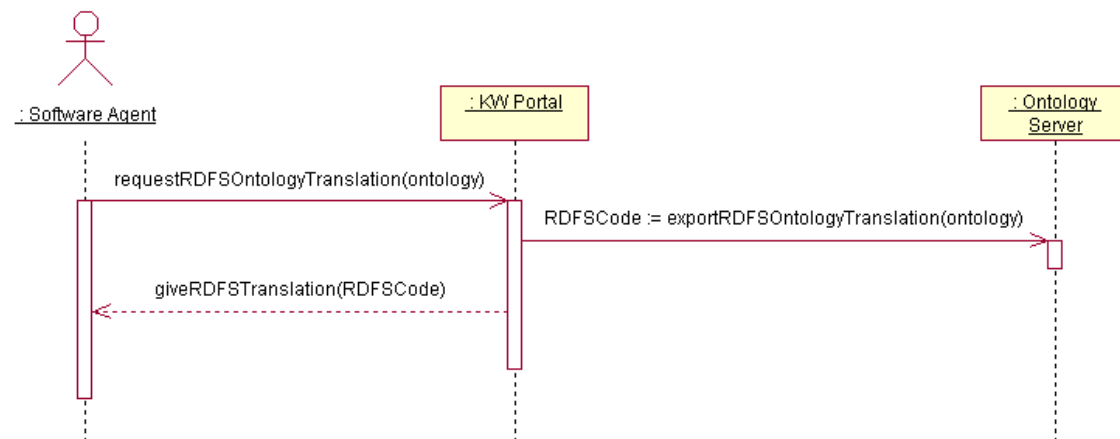 : Software Agent
: KW Portal
: Ontology
Server
requestRDFSOntologyTranslation(ontology)
RDFSCode := exportRDFSOntologyTranslation(ontology)
giveRDFSTranslation(RDFSCode)